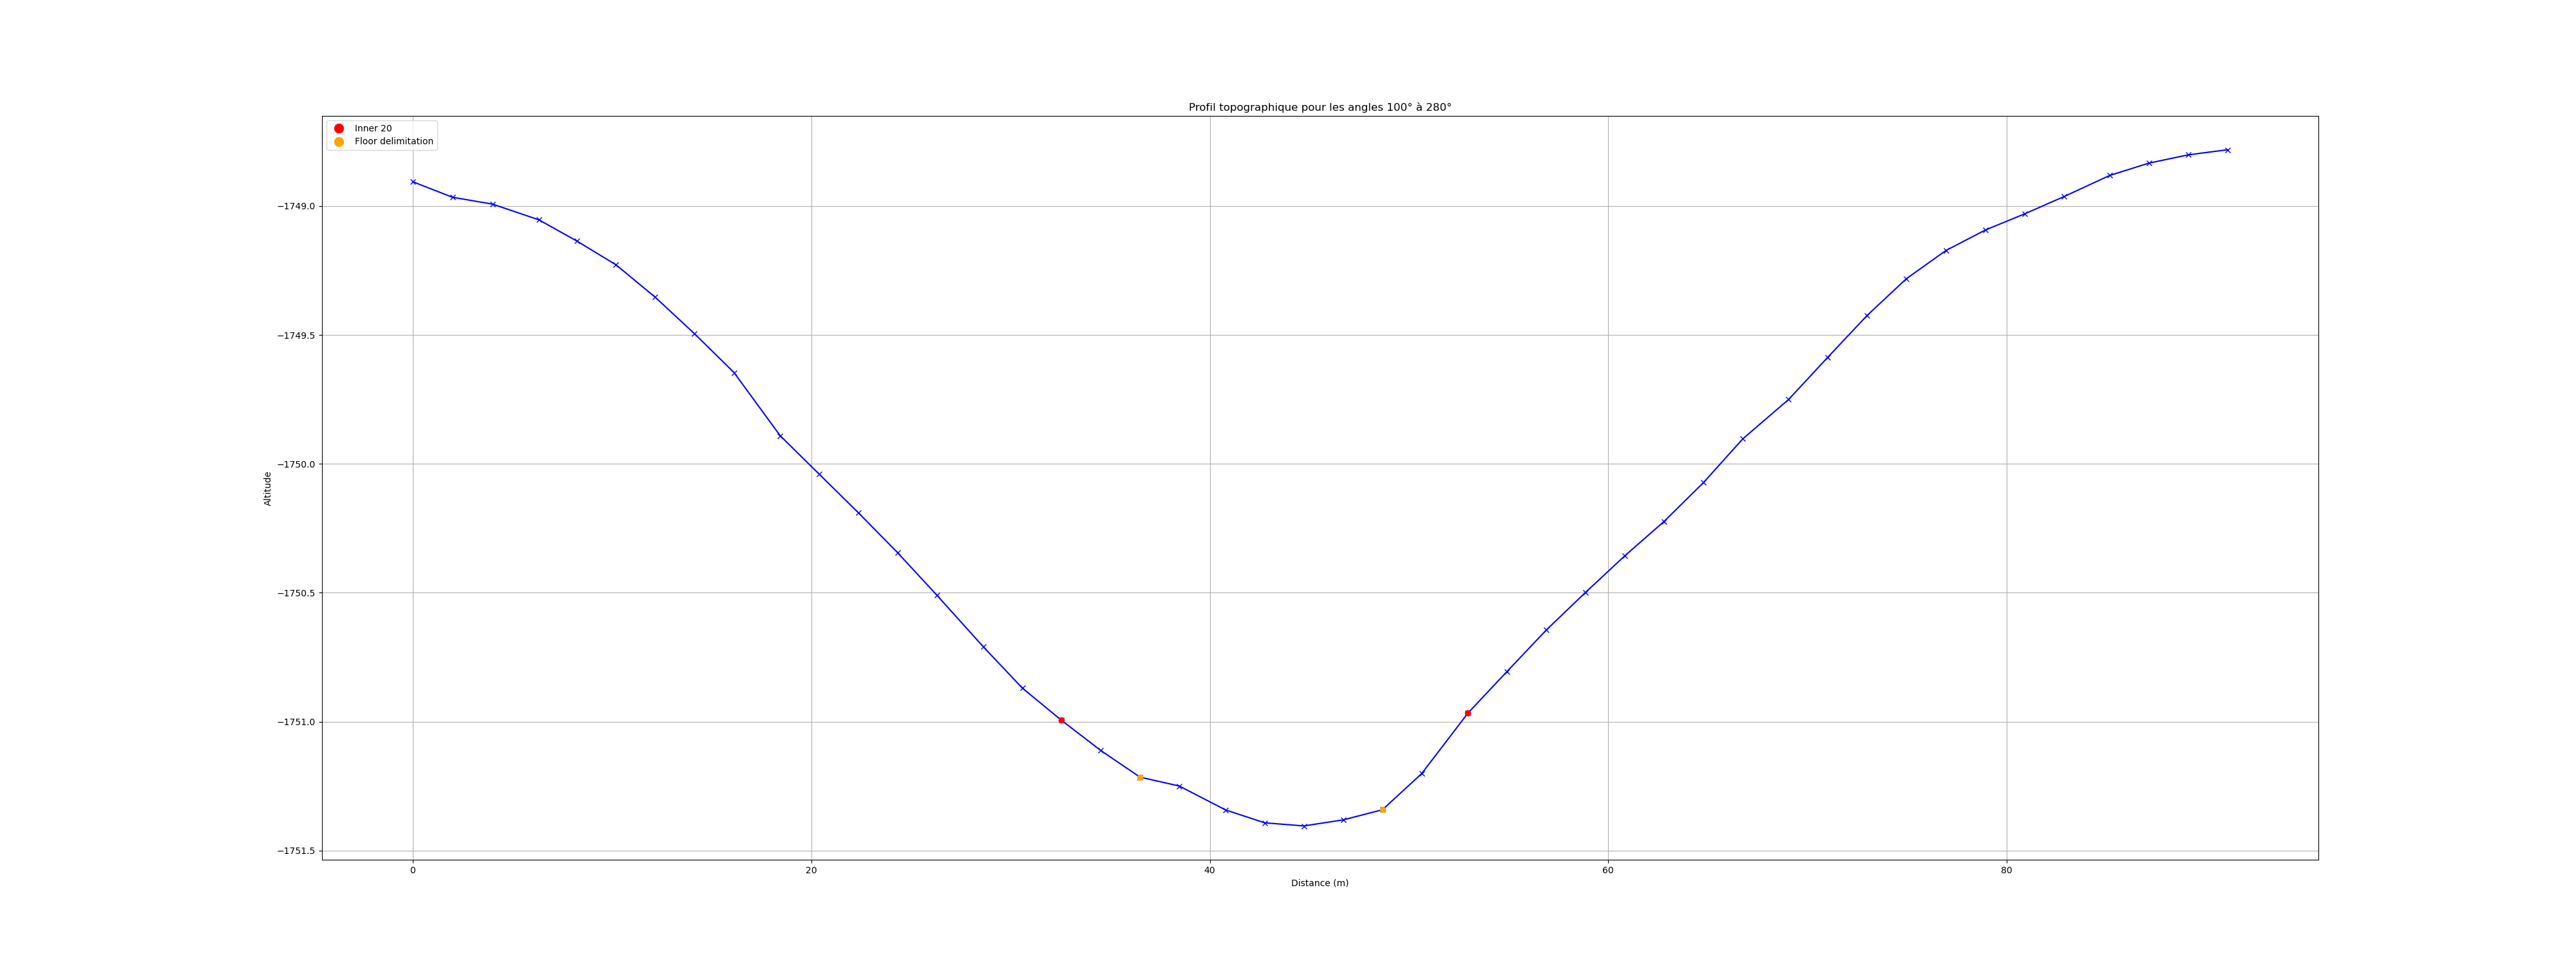 Profil topographique pour les angles 100° à 280°
Inner 20
Floor delimitation
−1749.0
−1749.5
−1750.0
−1750.5
−1751.0
−1751.5
Altitude
0 20 40 60 80
Distance (m)